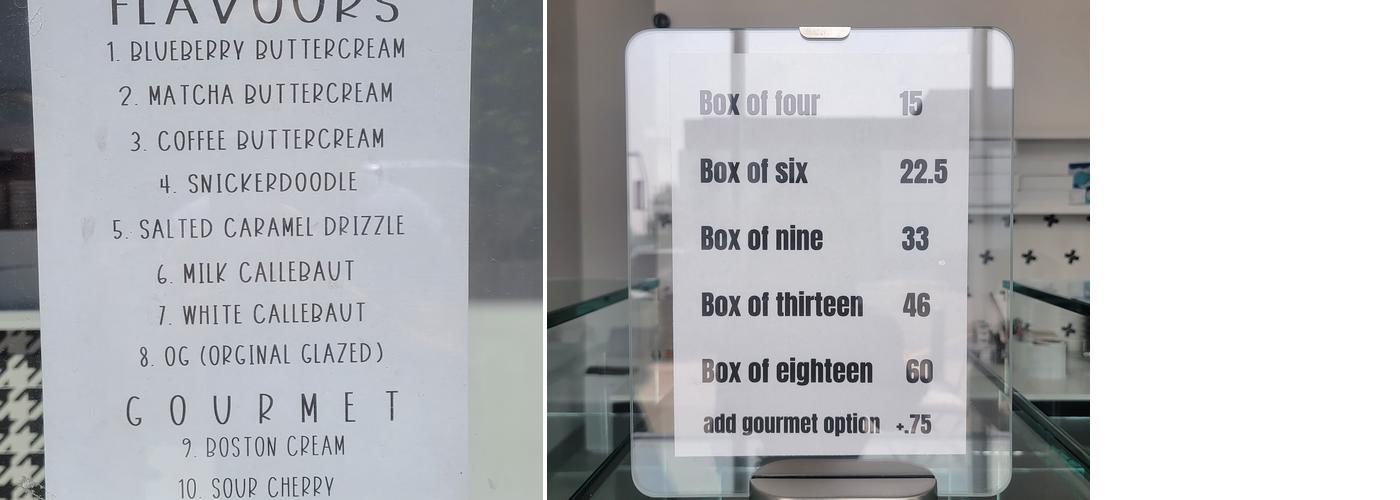 FLAVOURS
1. BLUEBERRY BUTTERCREAM
2. MATCHA BUTTERCREAM
3. COFFEE BUTTERCREAM
4. SNICKERDOODLE
5. SALTED CARAMEL DRIZZLE
6. MILK CALLEBAUT
7. WHITE CALLEBAUT
8. OG (ORGINAL GLAZED)
GOURMET
9. BOSTON CREAM
10. SOUR CHERRY
Box of four 15
Box of six 22.5
Box of nine 33
Box of thirteen 46
Box of eighteen 60
add gourmet option +.75